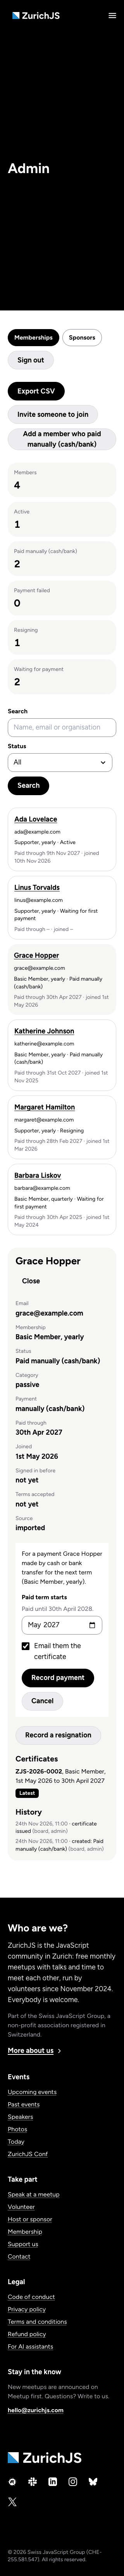 ZurichJS
Admin
Memberships
Sponsors
Sign out
Export CSV
Invite someone to join
Add a member who paid
manually (cash/bank)
Members
4
Active
1
Paid manually (cash/bank)
2
Payment failed
0
Resigning
1
Waiting for payment
2
Search
Name, email or organisation
Status
All
Search
Ada Lovelace
ada@example.com
Supporter, yearly · Active
Paid through 9th Nov 2027 · joined
10th Nov 2026
Linus Torvalds
linus@example.com
Supporter, yearly · Waiting for first
payment
Paid through – · joined –
Grace Hopper
grace@example.com
Basic Member, yearly · Paid manually
(cash/bank)
Paid through 30th Apr 2027 · joined 1st
May 2026
Katherine Johnson
katherine@example.com
Basic Member, yearly · Paid manually
(cash/bank)
Paid through 31st Oct 2027 · joined 1st
Nov 2025
Margaret Hamilton
margaret@example.com
Supporter, yearly · Resigning
Paid through 28th Feb 2027 · joined 1st
Mar 2026
Barbara Liskov
barbara@example.com
Basic Member, quarterly · Waiting for
first payment
Paid through 30th Apr 2025 · joined 1st
May 2024
Grace Hopper
Close
Email
grace@example.com
Membership
Basic Member, yearly
Status
Paid manually (cash/bank)
Category
passive
Payment
manually (cash/bank)
Paid through
30th Apr 2027
Joined
1st May 2026
Signed in before
not yet
Terms accepted
not yet
Source
imported
For a payment Grace Hopper
made by cash or bank
transfer for the next term
(Basic Member, yearly).
Paid term starts
Paid until 30th April 2028.
May 2027
Email them the
certificate
Record payment
Cancel
Record a resignation
Certificates
ZJS-2026-0002, Basic Member,
1st May 2026 to 30th April 2027
Latest
History
24th Nov 2026, 11:00 · certificate
issued (board, admin)
24th Nov 2026, 11:00 · created: Paid
manually (cash/bank) (board, admin)
Who are we?
ZurichJS is the JavaScript
community in Zurich: free monthly
meetups with talks and time to
meet each other, run by
volunteers since November 2024.
Everybody is welcome.
Part of the Swiss JavaScript Group, a
non-profit association registered in
Switzerland.
More about us
Events
Upcoming events
Past events
Speakers
Photos
Today
ZurichJS Conf
Take part
Speak at a meetup
Volunteer
Host or sponsor
Membership
Support us
Contact
Legal
Code of conduct
Privacy policy
Terms and conditions
Refund policy
For AI assistants
Stay in the know
New meetups are announced on
Meetup first. Questions? Write to us.
hello@zurichjs.com
ZurichJS
© 2026 Swiss JavaScript Group (CHE-
255.581.547). All rights reserved.